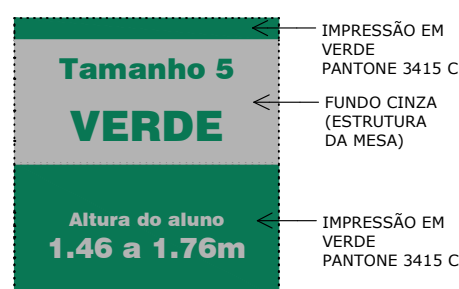 IMPRESSÃO EM
VERDE
PANTONE 3415 C
Tamanho 5
VERDE
FUNDO CINZA
(ESTRUTURA
DA MESA)
Altura do aluno
1.46 a 1.76m
IMPRESSÃO EM
VERDE
PANTONE 3415 C